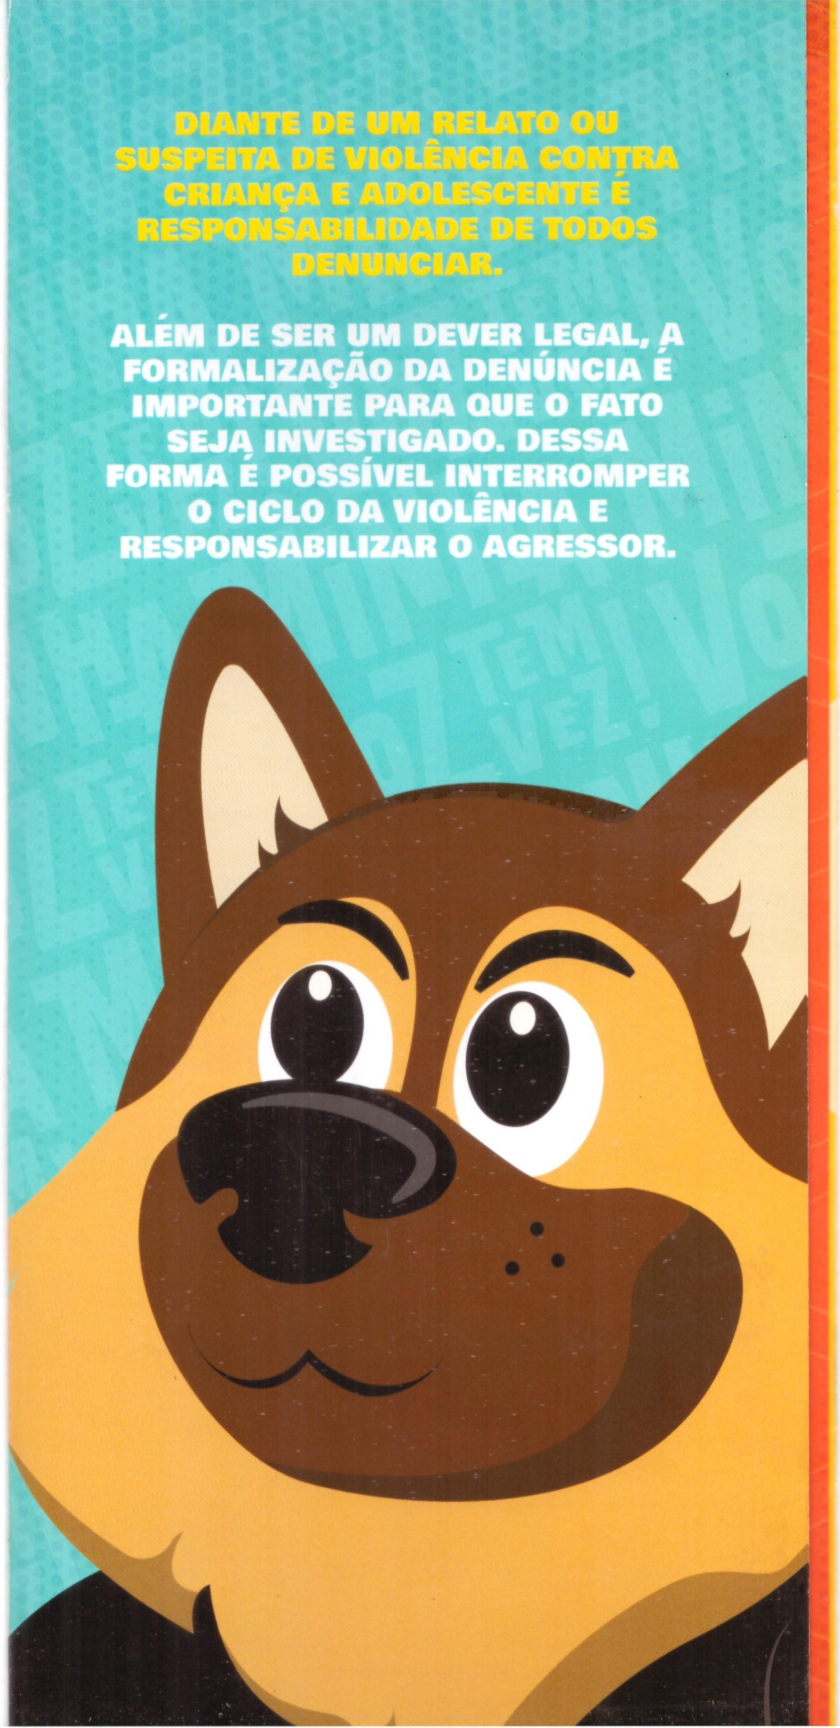 DIANTE DE UM RELATO OU
SUSPEITA DE VIOLÊNCIA CONTRA
CRIANÇA E ADOLESCENTE É
RESPONSABILIDADE DE TODOS
DENUNCIAR.
ALÉM DE SER UM DEVER LEGAL, A
FORMALIZAÇÃO DA DENÚNCIA É
IMPORTANTE PARA QUE O FATO
SEJA INVESTIGADO. DESSA
FORMA É POSSÍVEL INTERROMPER
O CICLO DA VIOLÊNCIA E
RESPONSABILIZAR O AGRESSOR.
TEM
VEZ!